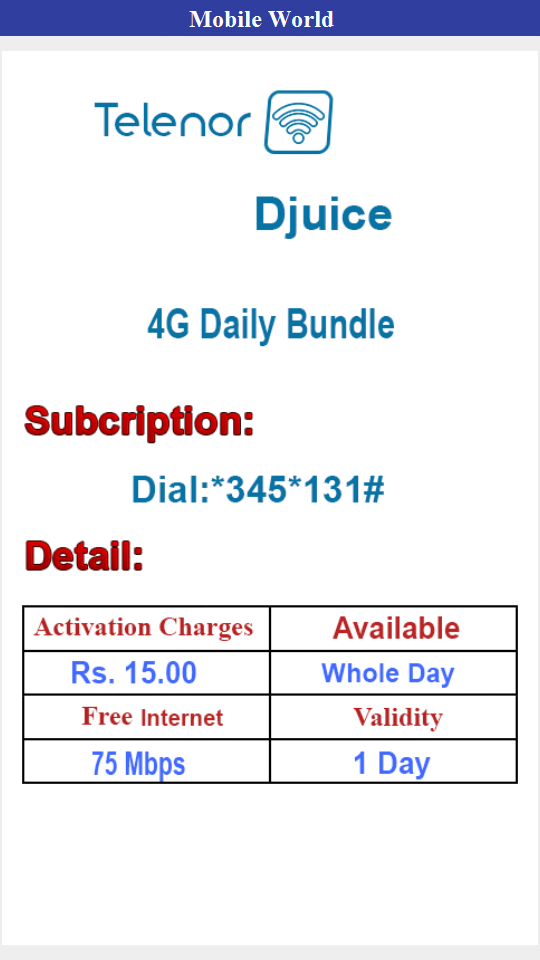 Mobile World
Telenor
Djuice
4G Daily Bundle
Subcription:
Dial:*345*131#
Detail:
Activation Charges Available
Rs. 15.00 Whole Day
Free Internet Validity
75 Mbps 1 Day